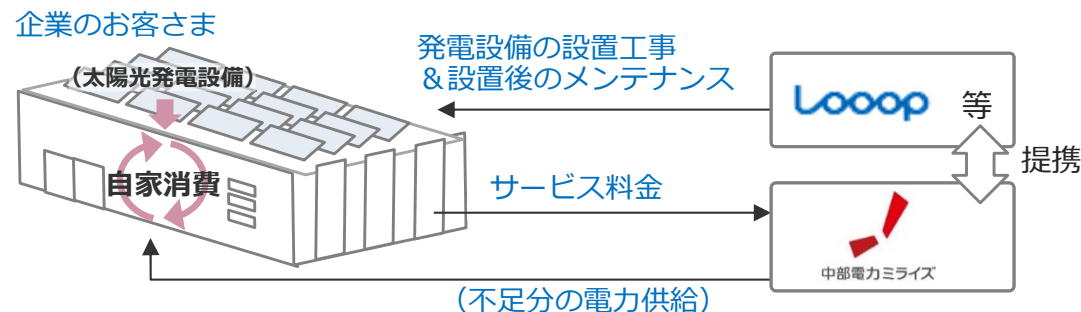 企業のお客さま
（太陽光発電設備）
自家消費
発電設備の設置工事
＆設置後のメンテナンス
Looop 等
提携
サービス料金
中部電力ミライズ
（不足分の電力供給）